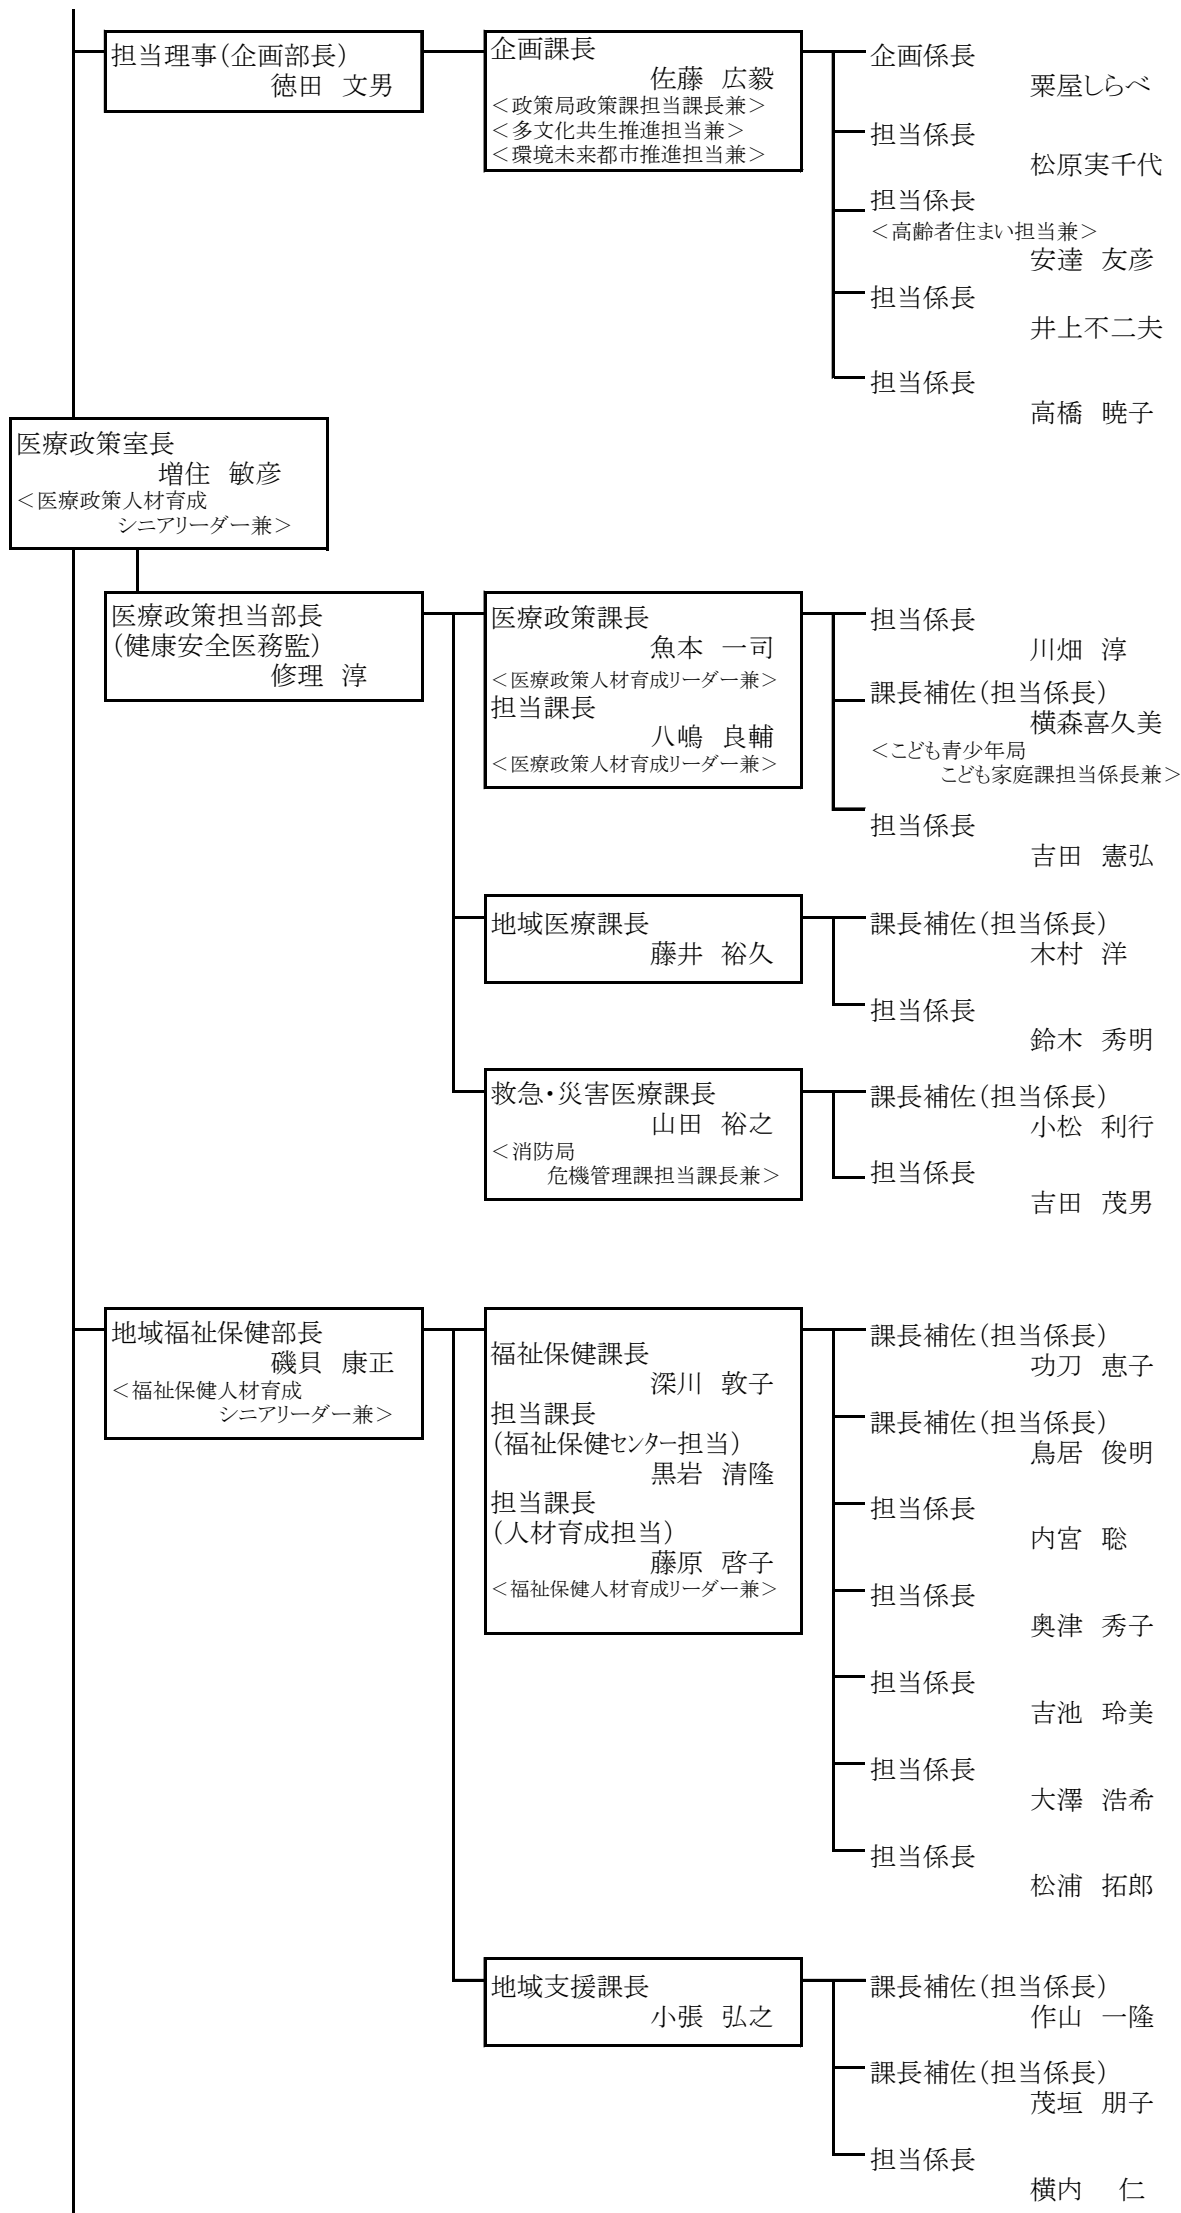 担当理事（企画部長）
徳田　文男
企画課長
佐藤　広毅
＜政策局政策課担当課長兼＞
＜多文化共生推進担当兼＞
＜環境未来都市推進担当兼＞
企画係長
栗屋しらべ
担当係長
松原実千代
担当係長
＜高齢者住まい担当兼＞
安達　友彦
担当係長
井上不二夫
担当係長
高橋　暁子
医療政策室長
増住　敏彦
＜医療政策人材育成
シニアリーダー兼＞
医療政策担当部長
（健康安全医務監）
修理　淳
医療政策課長
魚本　一司
＜医療政策人材育成リーダー兼＞
担当課長
八嶋　良輔
＜医療政策人材育成リーダー兼＞
担当係長
川畑　淳
課長補佐（担当係長）
横森喜久美
＜こども青少年局
こども家庭課担当係長兼＞
担当係長
吉田　憲弘
地域医療課長
藤井　裕久
課長補佐（担当係長）
木村　洋
担当係長
鈴木　秀明
救急・災害医療課長
山田　裕之
＜消防局
危機管理課担当課長兼＞
課長補佐（担当係長）
小松　利行
担当係長
吉田　茂男
地域福祉保健部長
磯貝　康正
＜福祉保健人材育成
シニアリーダー兼＞
福祉保健課長
深川　敦子
担当課長
（福祉保健センター担当）
黒岩　清隆
担当課長
（人材育成担当）
藤原　啓子
＜福祉保健人材育成リーダー兼＞
課長補佐（担当係長）
功刀　恵子
課長補佐（担当係長）
鳥居　俊明
担当係長
内宮　聡
担当係長
奥津　秀子
担当係長
吉池　玲美
担当係長
大澤　浩希
担当係長
松浦　拓郎
地域支援課長
小張　弘之
課長補佐（担当係長）
作山　一隆
課長補佐（担当係長）
茂垣　朋子
担当係長
横内　仁